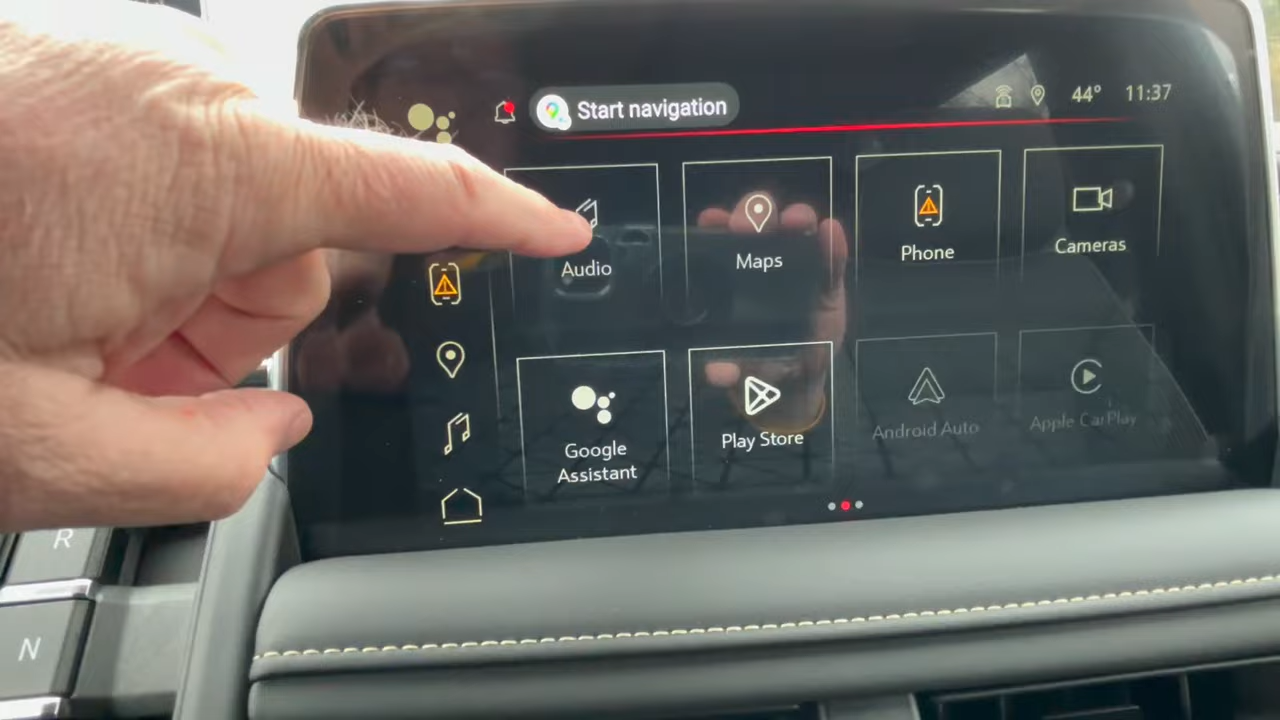 Start navigation
44° 11:37
Audio
Maps
Phone
Cameras
Google
Assistant
Play Store
Android Auto
Apple CarPlay
R
N